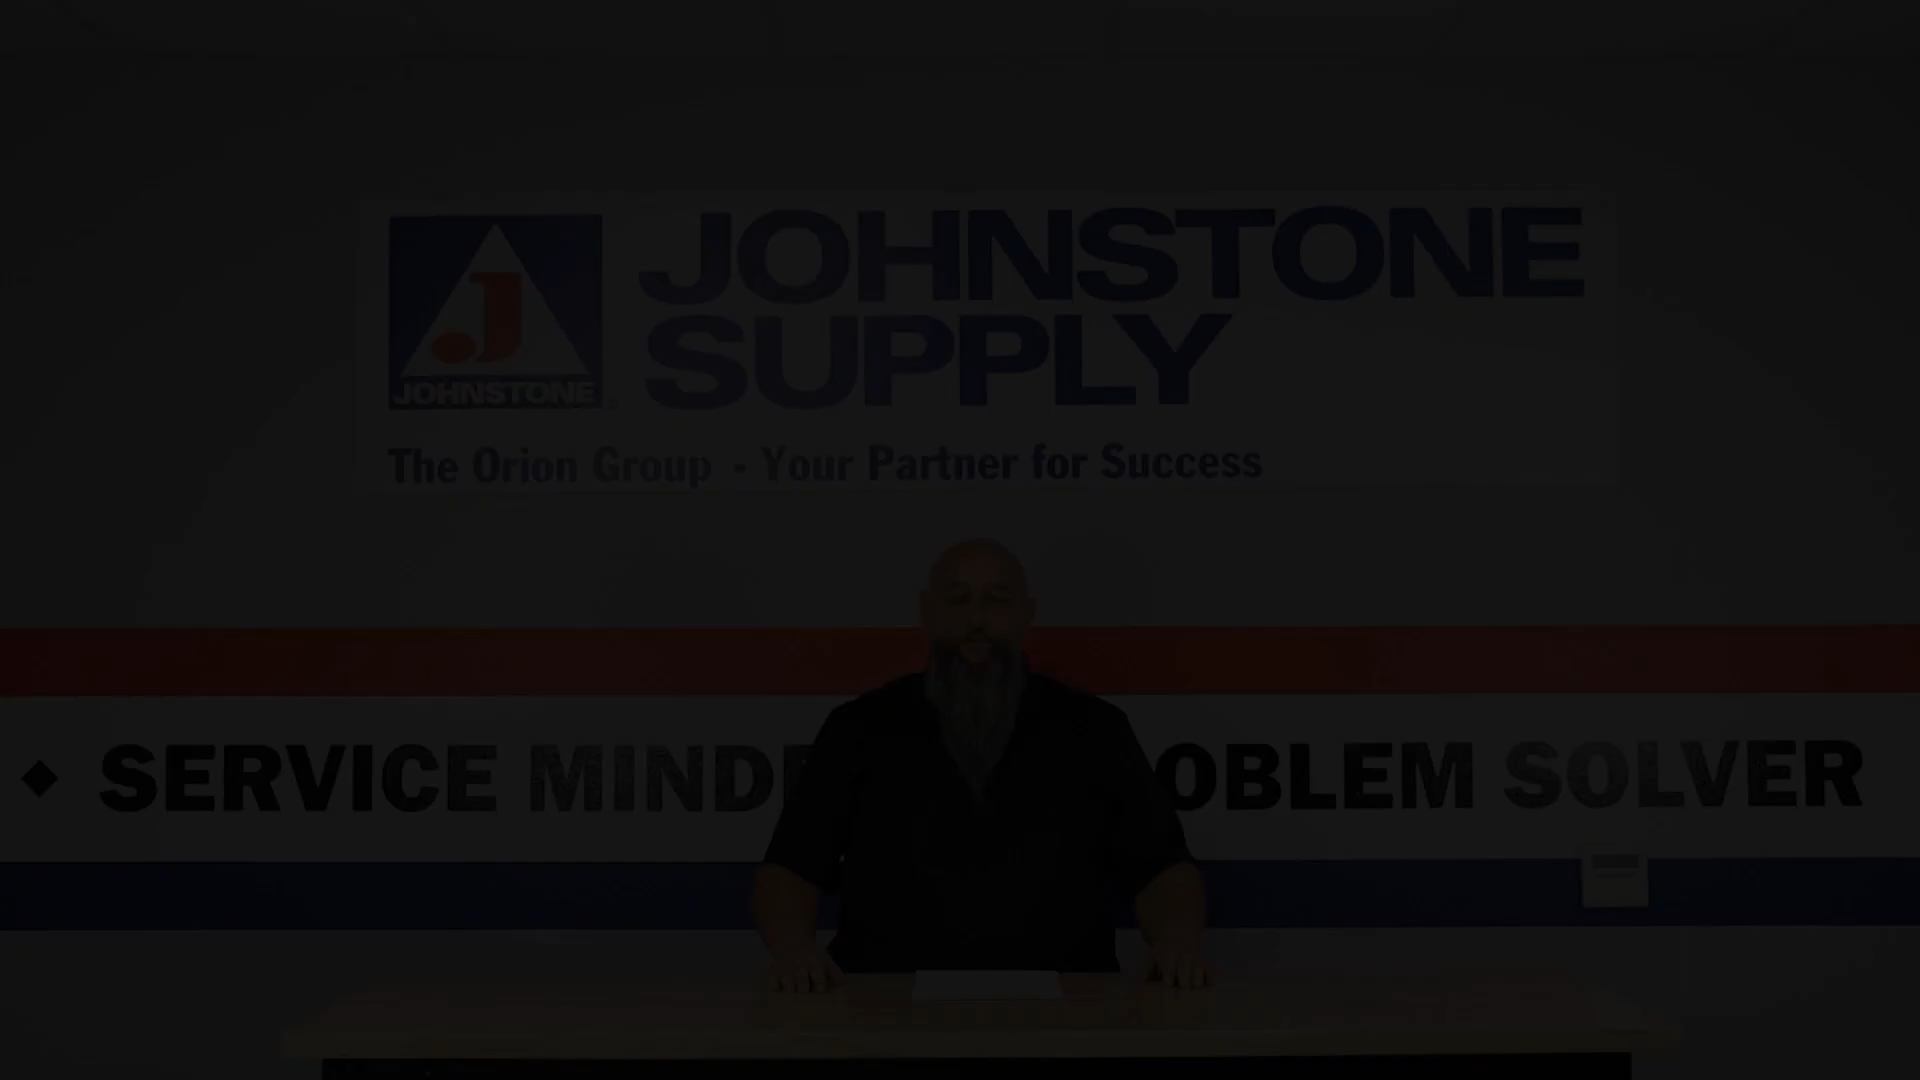 JOHNSTONE
SUPPLY
J
JOHNSTONE
The Orion Group - Your Partner for Success
SERVICE MINDE OBLEM SOLVER